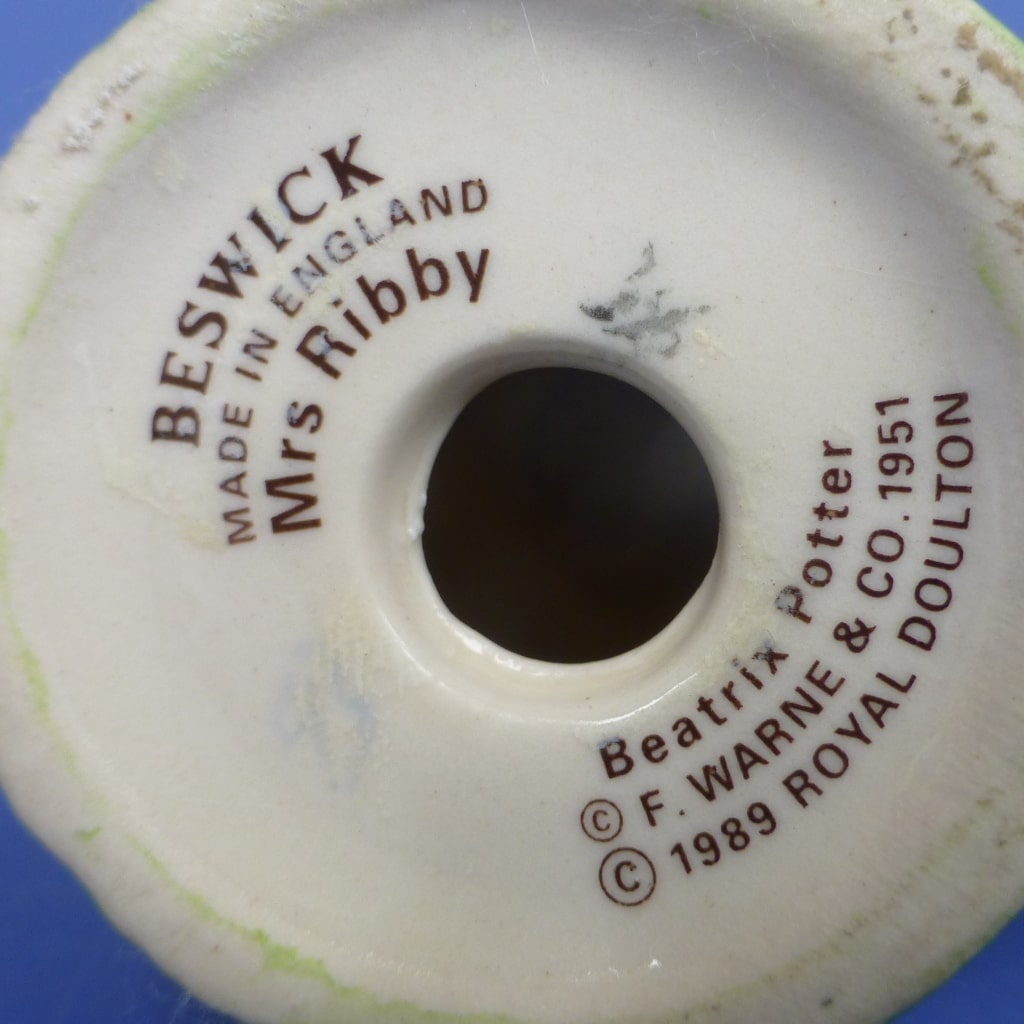 BESWICK
MADE IN ENGLAND
Mrs Ribby
Beatrix Potter
© F. WARNE & CO. 1951
© 1989 ROYAL DOULTON